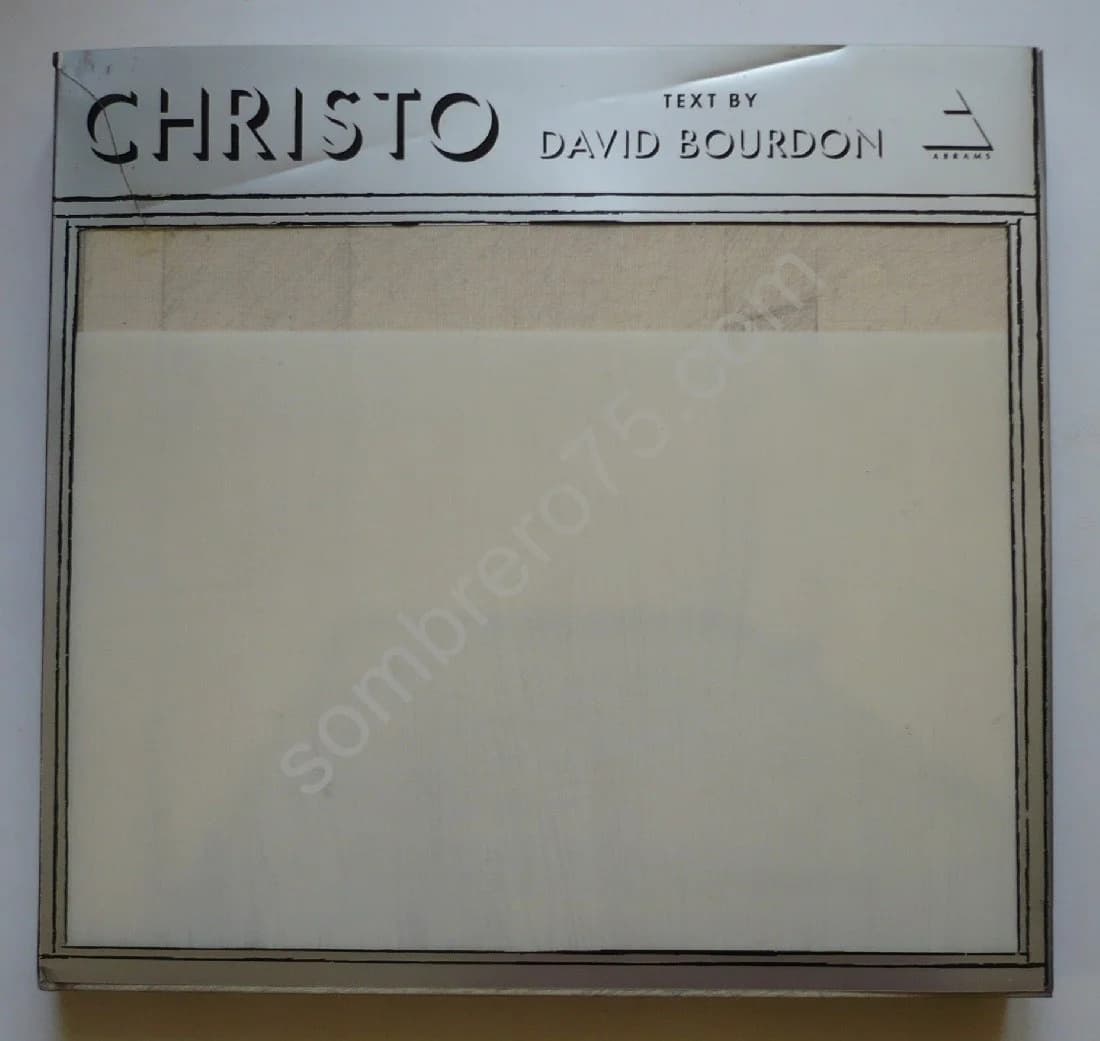 CHRISTO
TEXT BY
DAVID BOURDON
ABRAMS
sombrero75.com